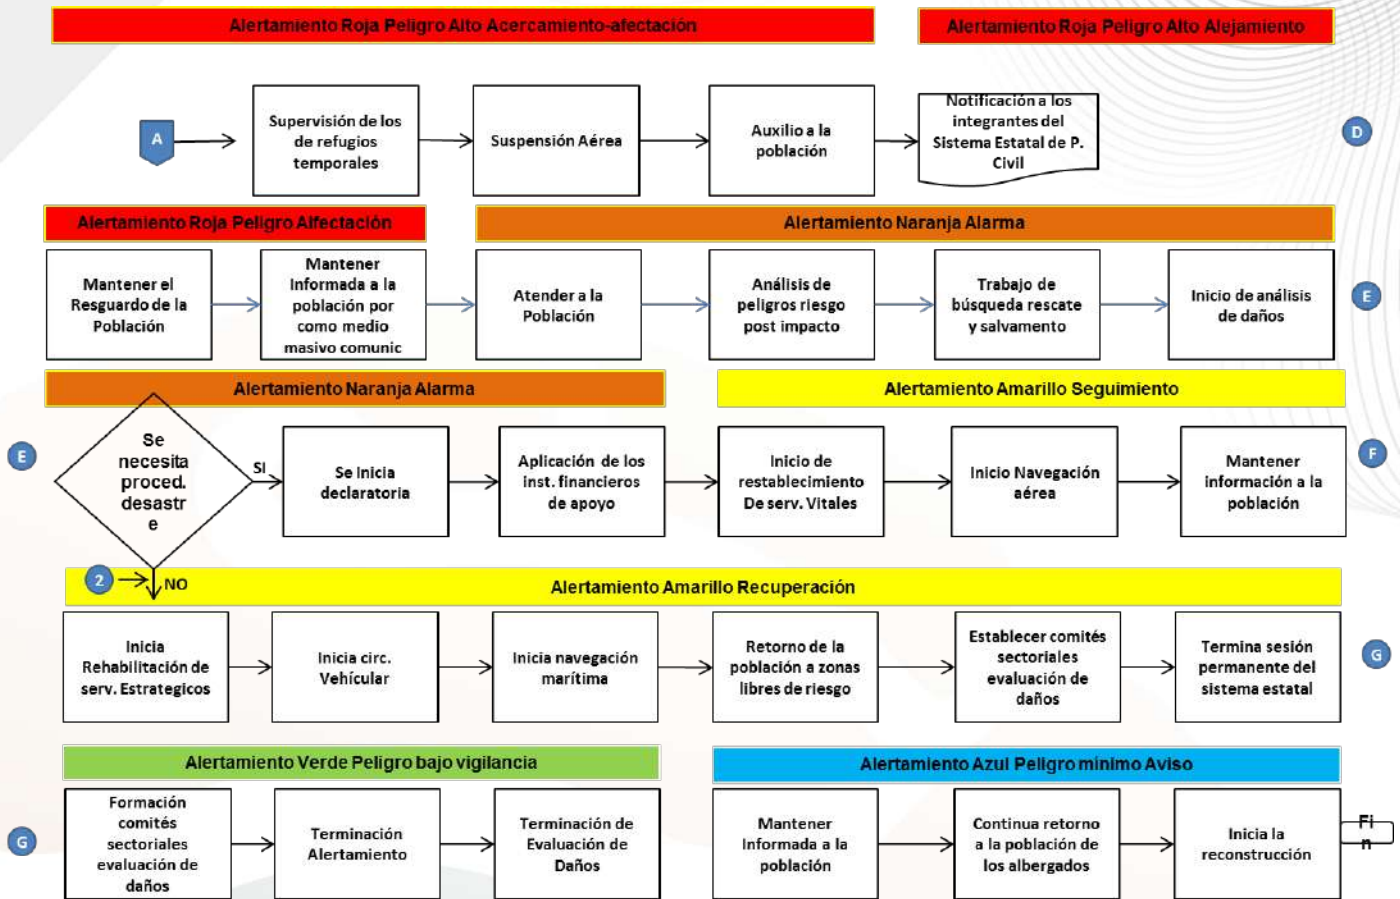 Alertamiento Roja Peligro Alto Acercamiento-afectación
Alertamiento Roja Peligro Alto Alejamiento
A
Supervisión de los
de refugios
temporales
Suspensión Aérea
Auxilio a la
población
Notificación a los
integrantes del
Sistema Estatal de P.
Civil
D
Alertamiento Roja Peligro Alfectación
Alertamiento Naranja Alarma
Mantener el
Resguardo de la
Población
Mantener
Informada a la
población por
como medio
masivo comunic
Atender a la
Población
Análisis de
peligros riesgo
post impacto
Trabajo de
búsqueda rescate
y salvamento
Inicio de análisis
de daños
E
Alertamiento Naranja Alarma
Alertamiento Amarillo Seguimiento
E
Se
necesita
proced.
desastr
e
SI
Se Inicia
declaratoria
Aplicación de los
inst. financieros
de apoyo
Inicio de
restablecimiento
De serv. Vitales
Inicio Navegación
aérea
Mantener
información a la
población
F
2
NO
Alertamiento Amarillo Recuperación
Inicia
Rehabilitación de
serv. Estrategicos
Inicia circ.
Vehícular
Inicia navegación
marítima
Retorno de la
población a zonas
libres de riesgo
Establecer comités
sectoriales
evaluación de
daños
Termina sesión
permanente del
sistema estatal
G
Alertamiento Verde Peligro bajo vigilancia
Alertamiento Azul Peligro mínimo Aviso
G
Formación
comités
sectoriales
evaluación de
daños
Terminación
Alertamiento
Terminación de
Evaluación de
Daños
Mantener
Informada a la
población
Continua retorno
a la población de
los albergados
Inicia la
reconstrucción
Fi
n